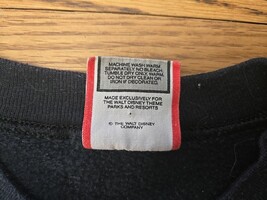 MACHINE WASH WARM
SEPARATELY NO BLEACH
TUMBLE DRY ONLY, WARM.
DO NOT DRY CLEAN OR
IRON IF DECORATED.
MADE EXCLUSIVELY FOR
THE WALT DISNEY THEME
PARKS AND RESORTS
© THE WALT DISNEY
COMPANY